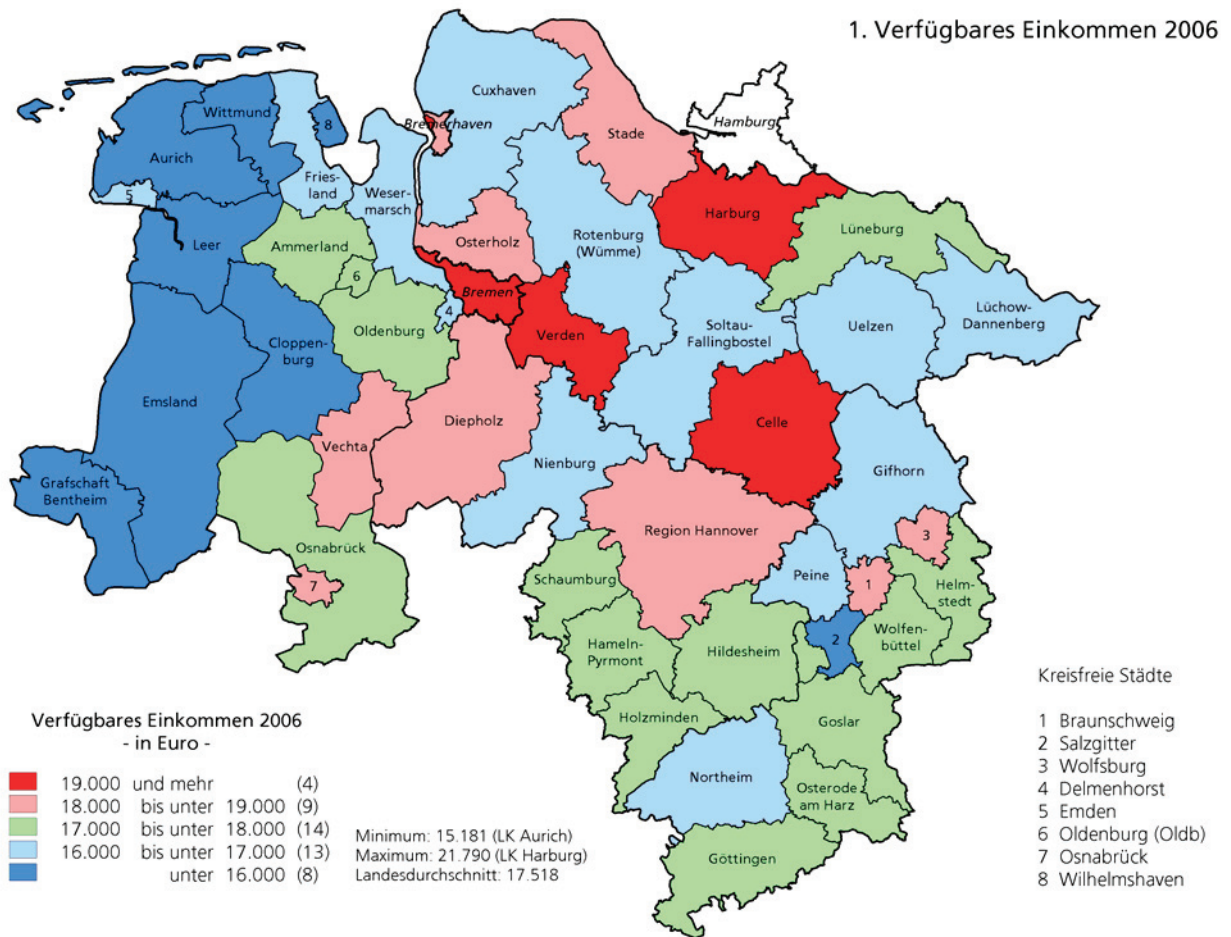 1. Verfügbares Einkommen 2006
Cuxhaven
Wittmund
8
Bremerhaven
Hamburg
Stade
Aurich
5
Fries-
land
Weser-
marsch
Harburg
Leer
Ammerland
Osterholz
Rotenburg
(Wümme)
Lüneburg
6
Bremen
4
Oldenburg
Verden
Soltau-
Fallingbostel
Uelzen
Lüchow-
Dannenberg
Cloppen-
burg
Emsland
Vechta
Diepholz
Celle
Nienburg
Gifhorn
Grafschaft
Bentheim
Region Hannover
3
Osnabrück
7
Schaumburg
Peine
1
Helm-
stedt
Hameln-
Pyrmont
Hildesheim
2
Wolfen-
büttel
Holzminden
Goslar
Northeim
Osterode
am Harz
Göttingen
Verfügbares Einkommen 2006
- in Euro -
19.000 und mehr (4)
18.000 bis unter 19.000 (9)
17.000 bis unter 18.000 (14)
16.000 bis unter 17.000 (13)
unter 16.000 (8)
Minimum: 15.181 (LK Aurich)
Maximum: 21.790 (LK Harburg)
Landesdurchschnitt: 17.518
Kreisfreie Städte
1 Braunschweig
2 Salzgitter
3 Wolfsburg
4 Delmenhorst
5 Emden
6 Oldenburg (Oldb)
7 Osnabrück
8 Wilhelmshaven